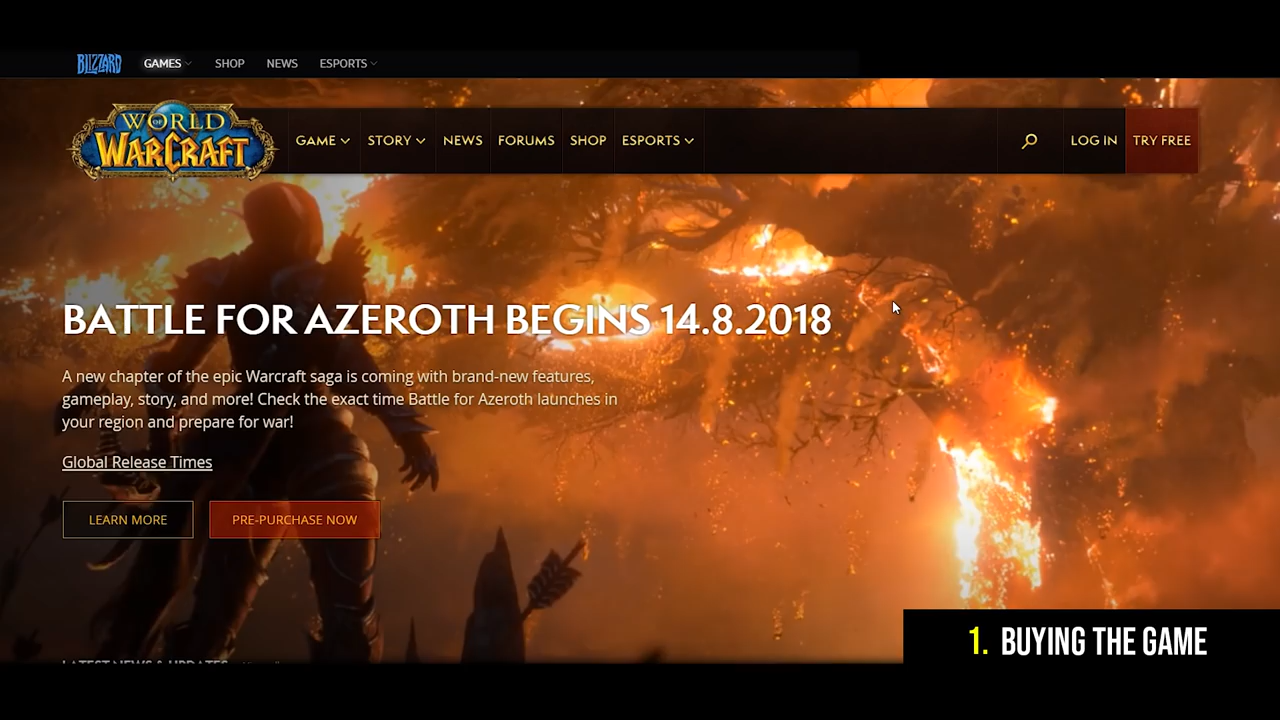 BLIZZARD GAMES SHOP NEWS ESPORTS
WORLD OF WARCRAFT
GAME STORY NEWS FORUMS SHOP ESPORTS LOG IN TRY FREE
BATTLE FOR AZEROTH BEGINS 14.8.2018
A new chapter of the epic Warcraft saga is coming with brand-new features,
gameplay, story, and more! Check the exact time Battle for Azeroth launches in
your region and prepare for war!
Global Release Times
LEARN MORE PRE-PURCHASE NOW
1. BUYING THE GAME
LATEST NEWS & UPDATES